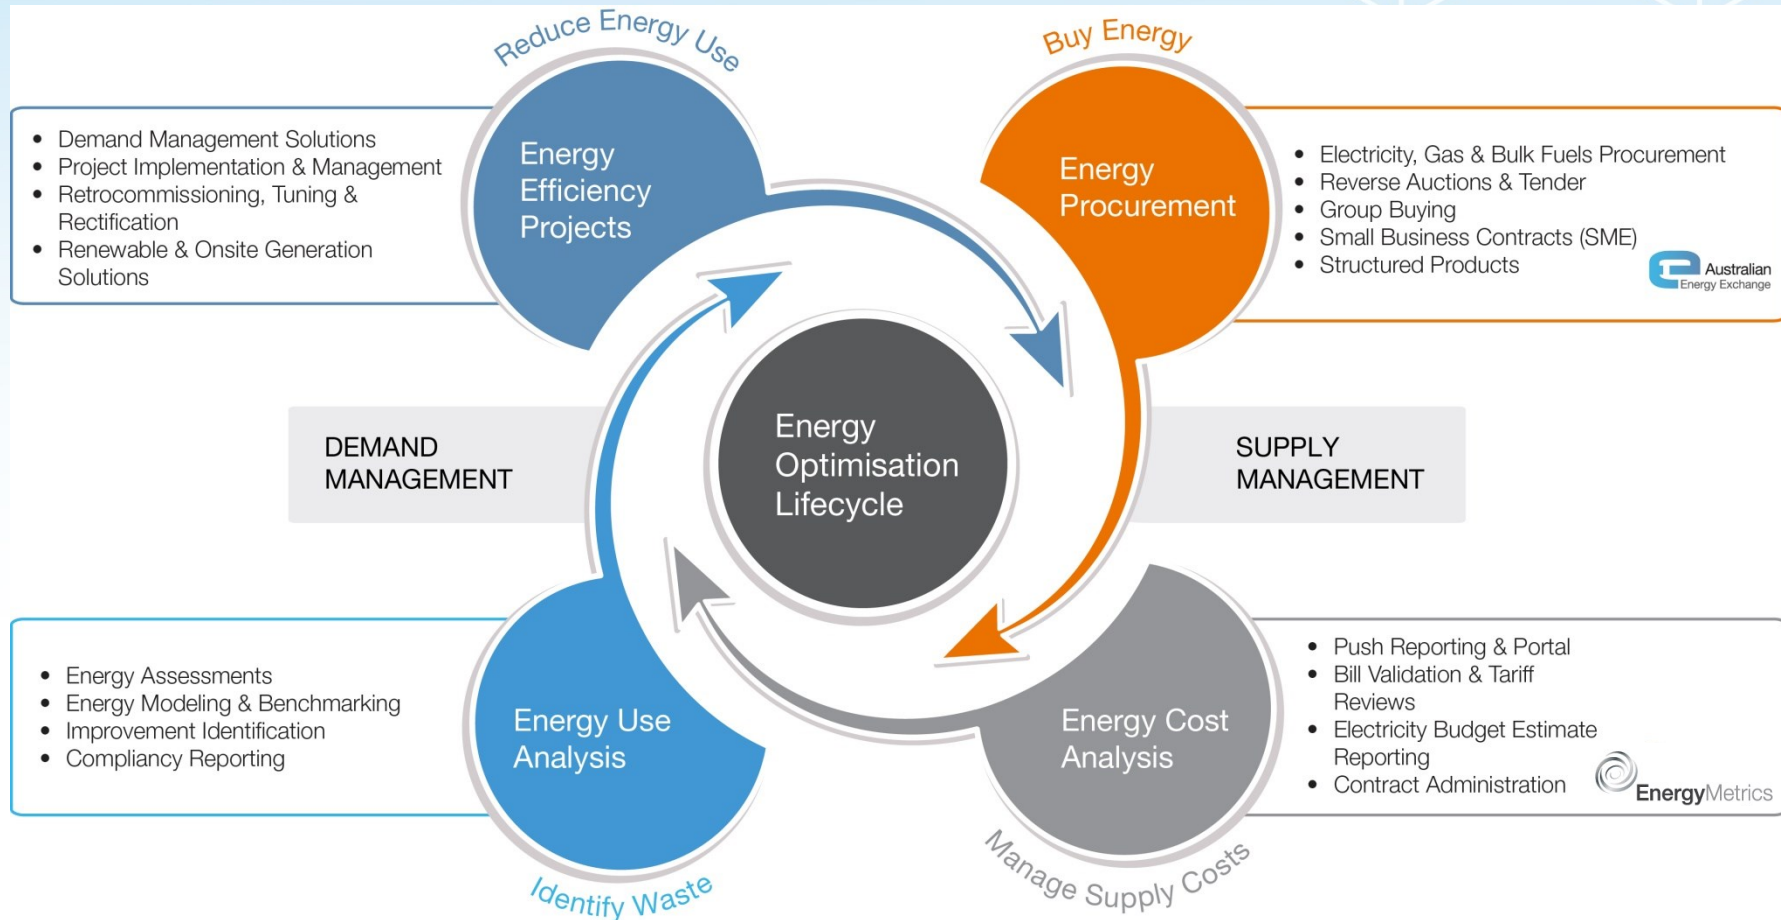 Reduce Energy Use
Energy
Efficiency
Projects
• Demand Management Solutions
• Project Implementation & Management
• Retrocommissioning, Tuning &
Rectification
• Renewable & Onsite Generation
Solutions
Buy Energy
Energy
Procurement
• Electricity, Gas & Bulk Fuels Procurement
• Reverse Auctions & Tender
• Group Buying
• Small Business Contracts (SME)
• Structured Products
Australian
Energy Exchange
DEMAND
MANAGEMENT
Energy
Optimisation
Lifecycle
SUPPLY
MANAGEMENT
• Energy Assessments
• Energy Modeling & Benchmarking
• Improvement Identification
• Compliancy Reporting
Energy Use
Analysis
Identify Waste
Energy Cost
Analysis
Manage Supply Costs
• Push Reporting & Portal
• Bill Validation & Tariff
Reviews
• Electricity Budget Estimate
Reporting
• Contract Administration
EnergyMetrics